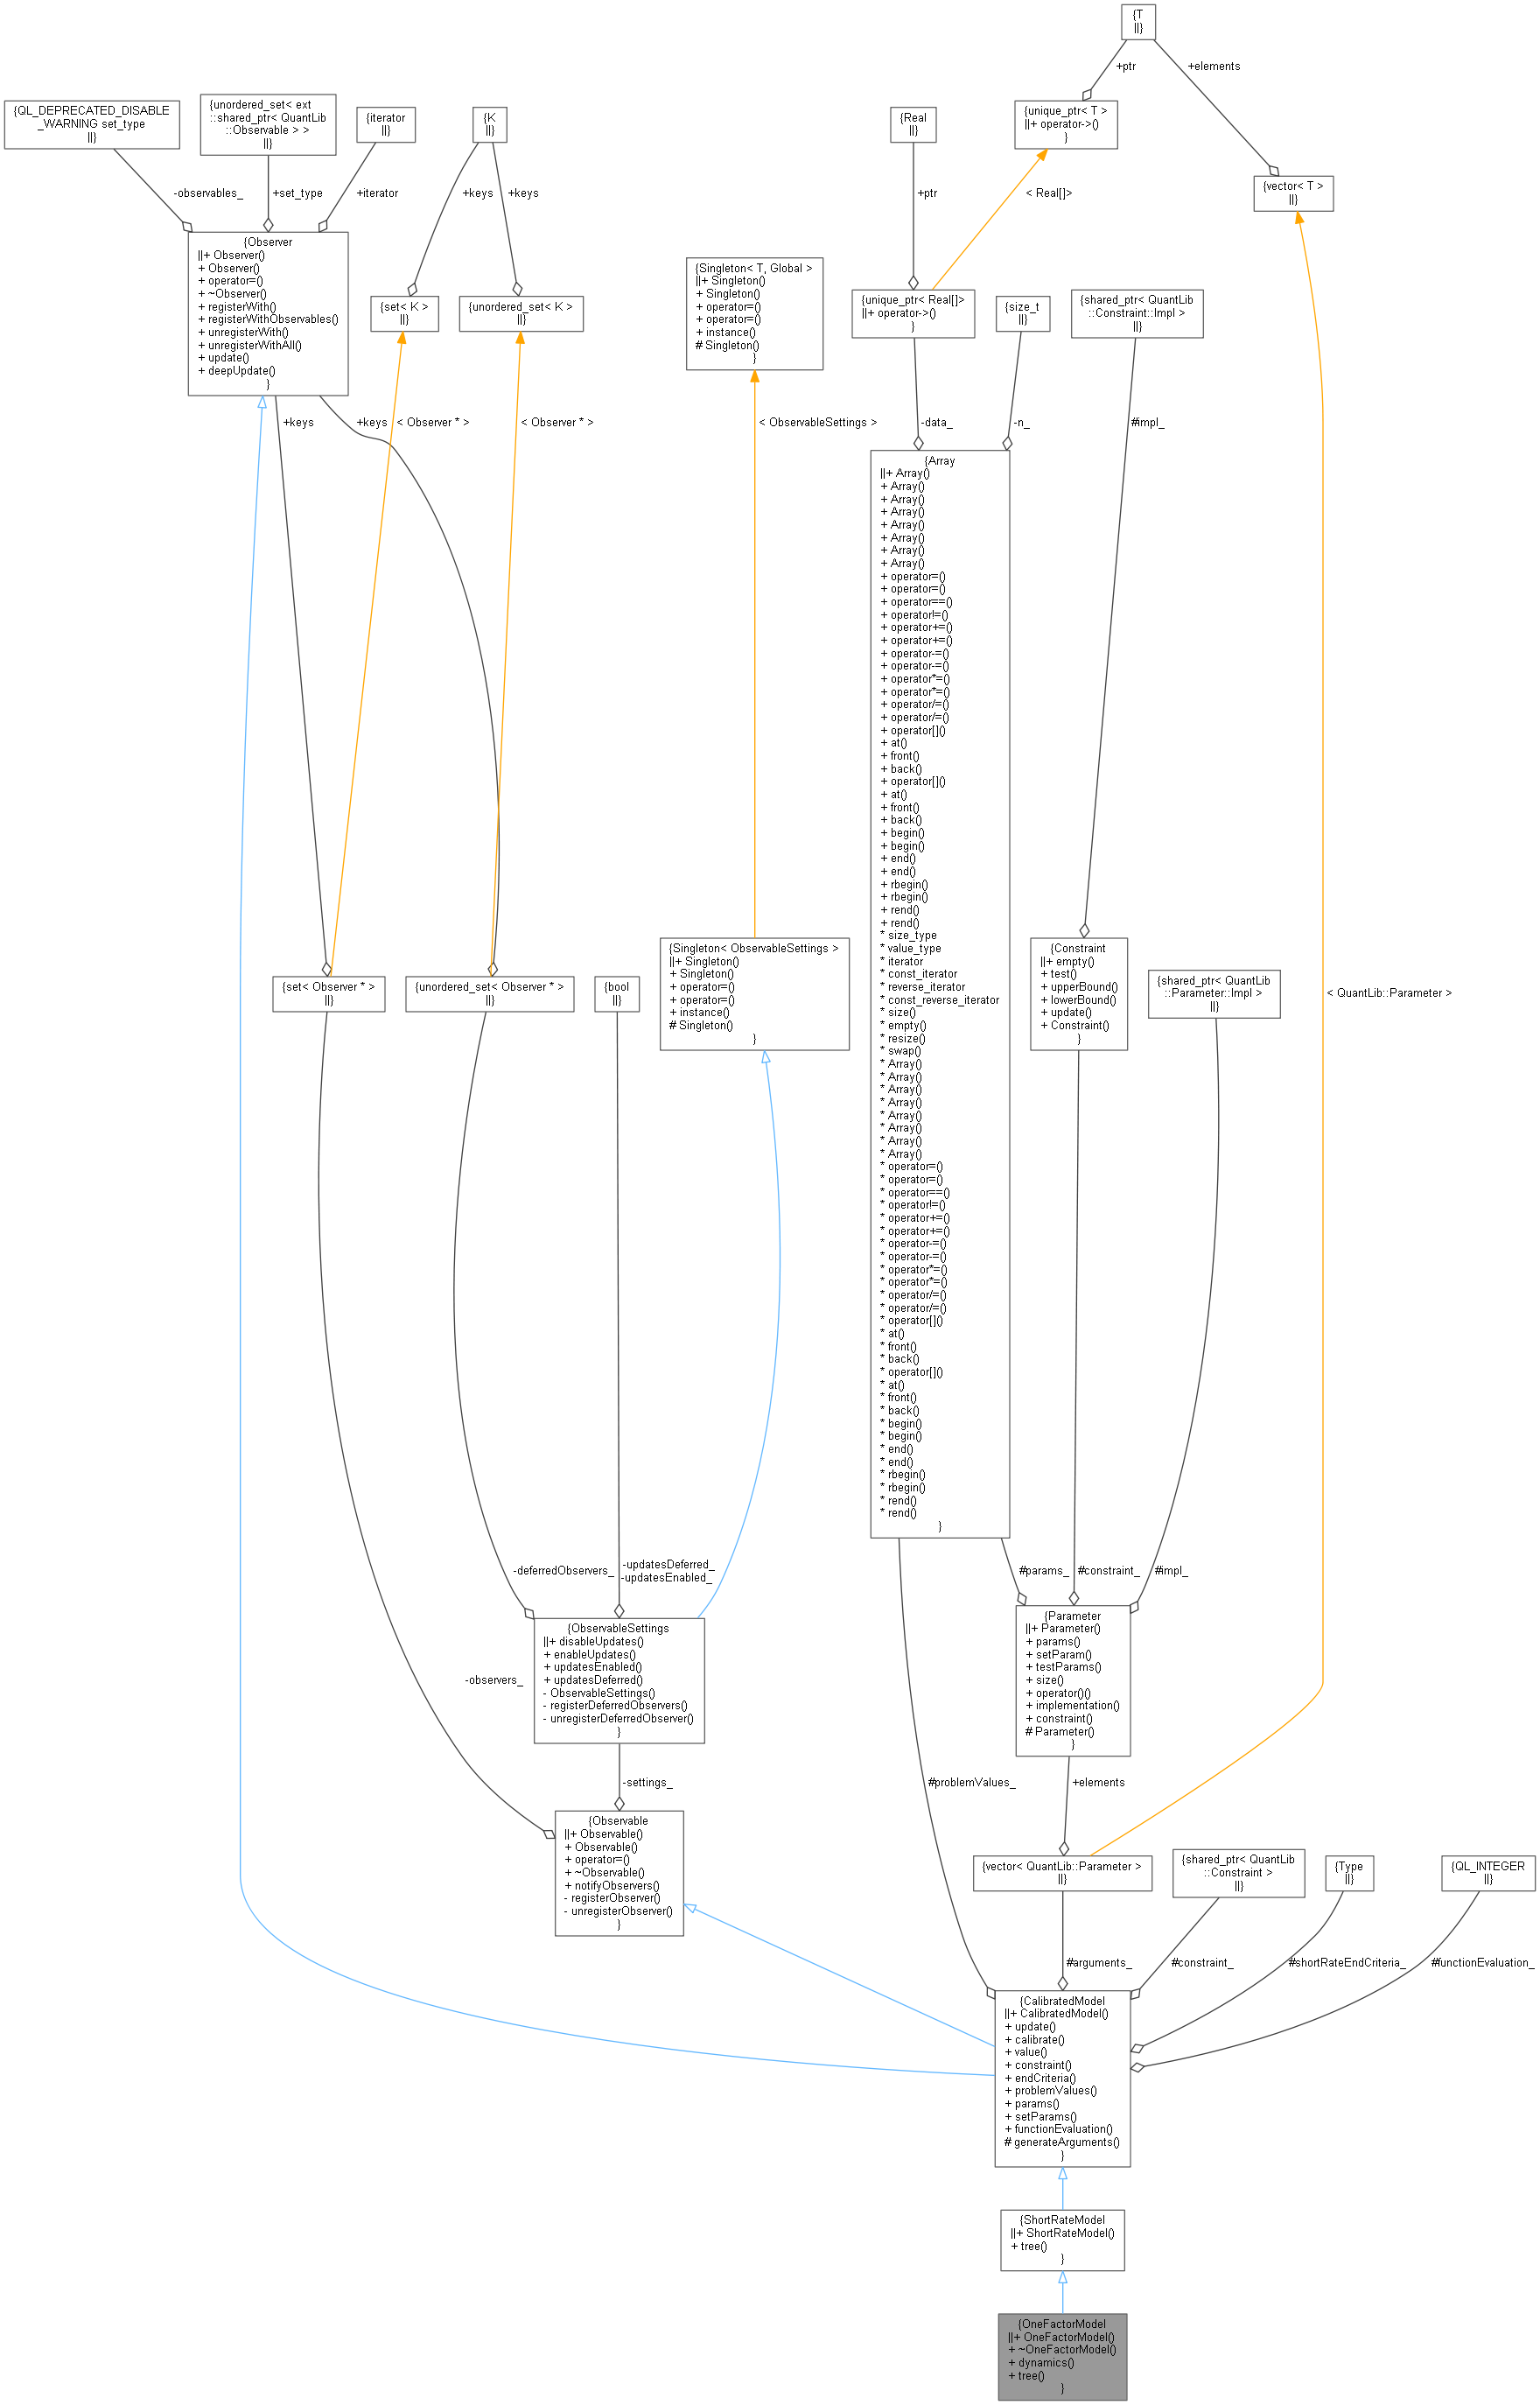 {T
||}
+ptr
+elements
{QL_DEPRECATED_DISABLE
_WARNING set_type
||}
{unordered_set< ext
::shared_ptr< QuantLib
::Observable > >
||}
{iterator
||}
{K
||}
{Real
||}
{unique_ptr< T >
||+ operator->()
}
{vector< T >
||}
-observables_
+set_type
+iterator
+keys
+keys
+ptr
< Real[]>
{Observer
||+ Observer()
+ Observer()
+ operator=()
+ ~Observer()
+ registerWith()
+ registerWithObservables()
+ unregisterWith()
+ unregisterWithAll()
+ update()
+ deepUpdate()
}
{set< K >
||}
{unordered_set< K >
||}
{Singleton< T, Global >
||+ Singleton()
+ Singleton()
+ operator=()
+ operator=()
+ instance()
# Singleton()
}
{unique_ptr< Real[]>
||+ operator->()
}
{size_t
||}
{shared_ptr< QuantLib
::Constraint::Impl >
||}
+keys
+keys
< Observer * >
< Observer * >
< ObservableSettings >
-data_
-n_
#impl_
{Array
||+ Array()
+ Array()
+ Array()
+ Array()
+ Array()
+ Array()
+ Array()
+ Array()
+ operator=()
+ operator=()
+ operator==()
+ operator!=()
+ operator+=()
+ operator+=()
+ operator-=()
+ operator-=()
+ operator*=()
+ operator*=()
+ operator/=()
+ operator/=()
+ operator[]()
+ at()
+ front()
+ back()
+ operator[]()
+ at()
+ front()
+ back()
+ begin()
+ begin()
+ end()
+ end()
+ rbegin()
+ rbegin()
+ rend()
+ rend()
* size_type
* value_type
* iterator
* const_iterator
* reverse_iterator
* const_reverse_iterator
* size()
* empty()
* resize()
* swap()
* Array()
* Array()
* Array()
* Array()
* Array()
* Array()
* Array()
* Array()
* operator=()
* operator=()
* operator==()
* operator!=()
* operator+=()
* operator+=()
* operator-=()
* operator-=()
* operator*=()
* operator*=()
* operator/=()
* operator/=()
* operator[]()
* at()
* front()
* back()
* operator[]()
* at()
* front()
* back()
* begin()
* begin()
* end()
* end()
* rbegin()
* rbegin()
* rend()
* rend()
}
{set< Observer * >
||}
{unordered_set< Observer * >
||}
{bool
||}
{Singleton< ObservableSettings >
||+ Singleton()
+ Singleton()
+ operator=()
+ operator=()
+ instance()
# Singleton()
}
{Constraint
||+ empty()
+ test()
+ upperBound()
+ lowerBound()
+ update()
+ Constraint()
}
{shared_ptr< QuantLib
::Parameter::Impl >
||}
< QuantLib::Parameter >
-deferredObservers_
-updatesDeferred_
-updatesEnabled_
#params_
#constraint_
#impl_
{ObservableSettings
||+ disableUpdates()
+ enableUpdates()
+ updatesEnabled()
+ updatesDeferred()
- ObservableSettings()
- registerDeferredObservers()
- unregisterDeferredObserver()
}
{Parameter
||+ Parameter()
+ params()
+ setParam()
+ testParams()
+ size()
+ operator()()
+ implementation()
+ constraint()
# Parameter()
}
-observers_
-settings_
#problemValues_
+elements
{Observable
||+ Observable()
+ Observable()
+ operator=()
+ ~Observable()
+ notifyObservers()
- registerObserver()
- unregisterObserver()
}
{vector< QuantLib::Parameter >
||}
{shared_ptr< QuantLib
::Constraint >
||}
{Type
||}
{QL_INTEGER
||}
#arguments_
#constraint_
#shortRateEndCriteria_
#functionEvaluation_
{CalibratedModel
||+ CalibratedModel()
+ update()
+ calibrate()
+ value()
+ constraint()
+ endCriteria()
+ problemValues()
+ params()
+ setParams()
+ functionEvaluation()
# generateArguments()
}
{ShortRateModel
||+ ShortRateModel()
+ tree()
}
{OneFactorModel
||+ OneFactorModel()
+ ~OneFactorModel()
+ dynamics()
+ tree()
}